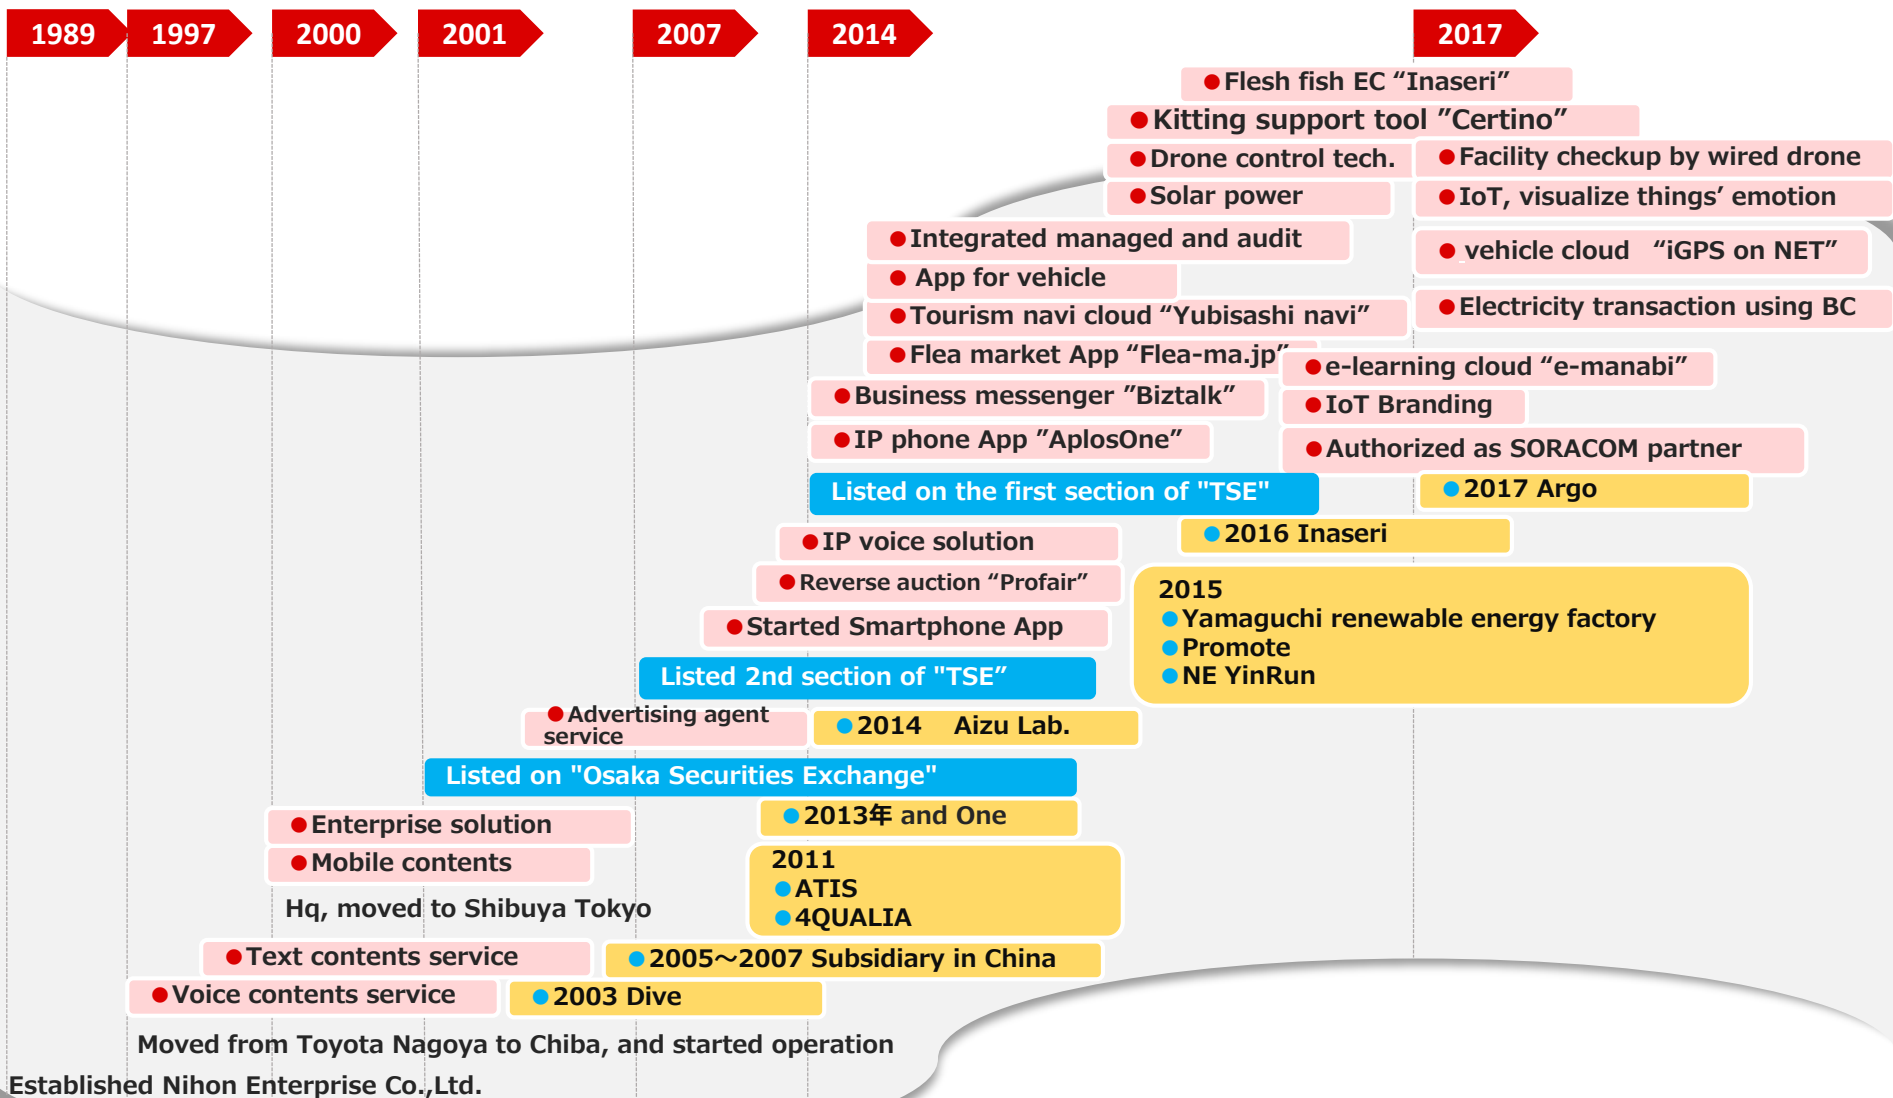 1989
1997
2000
2001
2007
2014
2017
●Flesh fish EC “Inaseri”
●Kitting support tool ”Certino”
●Drone control tech.
●Facility checkup by wired drone
●Solar power
●IoT, visualize things’ emotion
●Integrated managed and audit
● vehicle cloud “iGPS on NET”
● App for vehicle
●Tourism navi cloud “Yubisashi navi”
●Electricity transaction using BC
●Flea market App “Flea-ma.jp”
●e-learning cloud “e-manabi”
●Business messenger ”Biztalk”
●IoT Branding
●IP phone App ”AplosOne”
●Authorized as SORACOM partner
Listed on the first section of "TSE"
●2017 Argo
●IP voice solution
●2016 Inaseri
●Reverse auction “Profair”
2015
●Yamaguchi renewable energy factory
●Promote
●NE YinRun
●Started Smartphone App
Listed 2nd section of "TSE”
●Advertising agent
service
●2014 Aizu Lab.
Listed on "Osaka Securities Exchange"
●Enterprise solution
●2013年 and One
●Mobile contents
2011
●ATIS
●4QUALIA
Hq, moved to Shibuya Tokyo
●Text contents service
●2005～2007 Subsidiary in China
●Voice contents service
●2003 Dive
Moved from Toyota Nagoya to Chiba, and started operation
Established Nihon Enterprise Co.,Ltd.